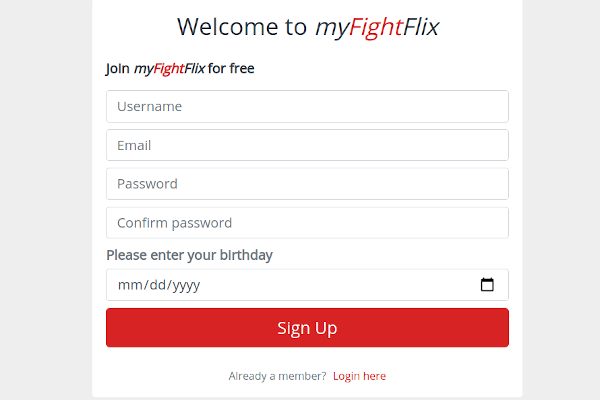 Welcome to myFightFlix
Join myFightFlix for free
Username
Email
Password
Confirm password
Please enter your birthday
mm/dd/yyyy
Sign Up
Already a member? Login here